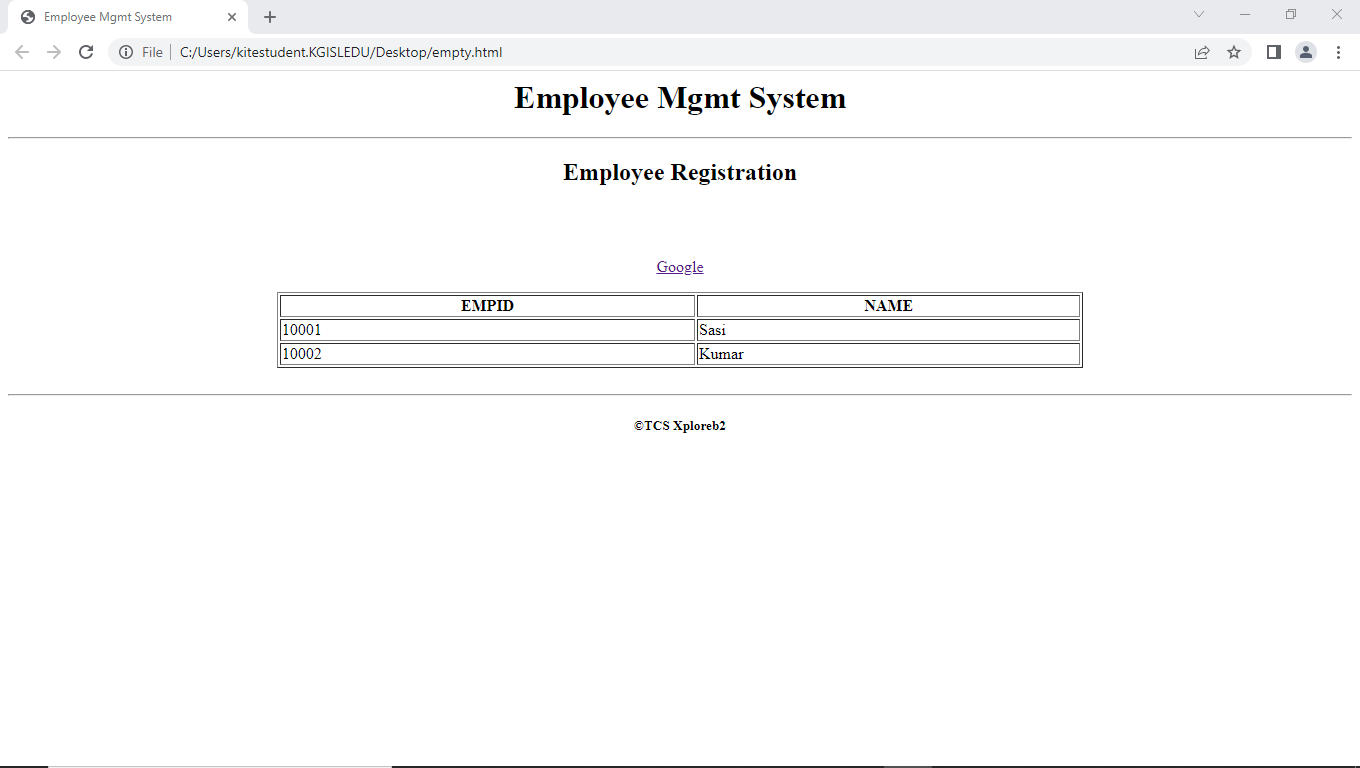 Employee Mgmt System
File C:/Users/kitestudent.KGISLEDU/Desktop/empty.html
Employee Mgmt System
Employee Registration
Google
EMPID NAME
10001 Sasi
10002 Kumar
©TCS Xploreb2